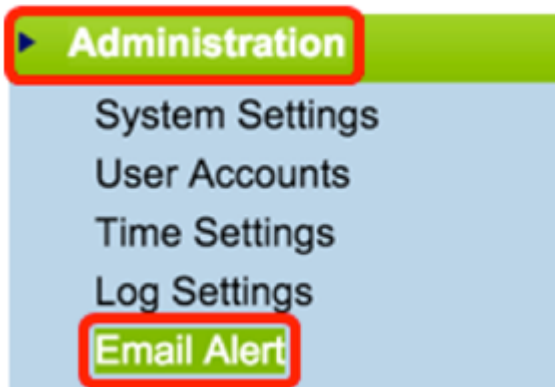 Administration
System Settings
User Accounts
Time Settings
Log Settings
Email Alert